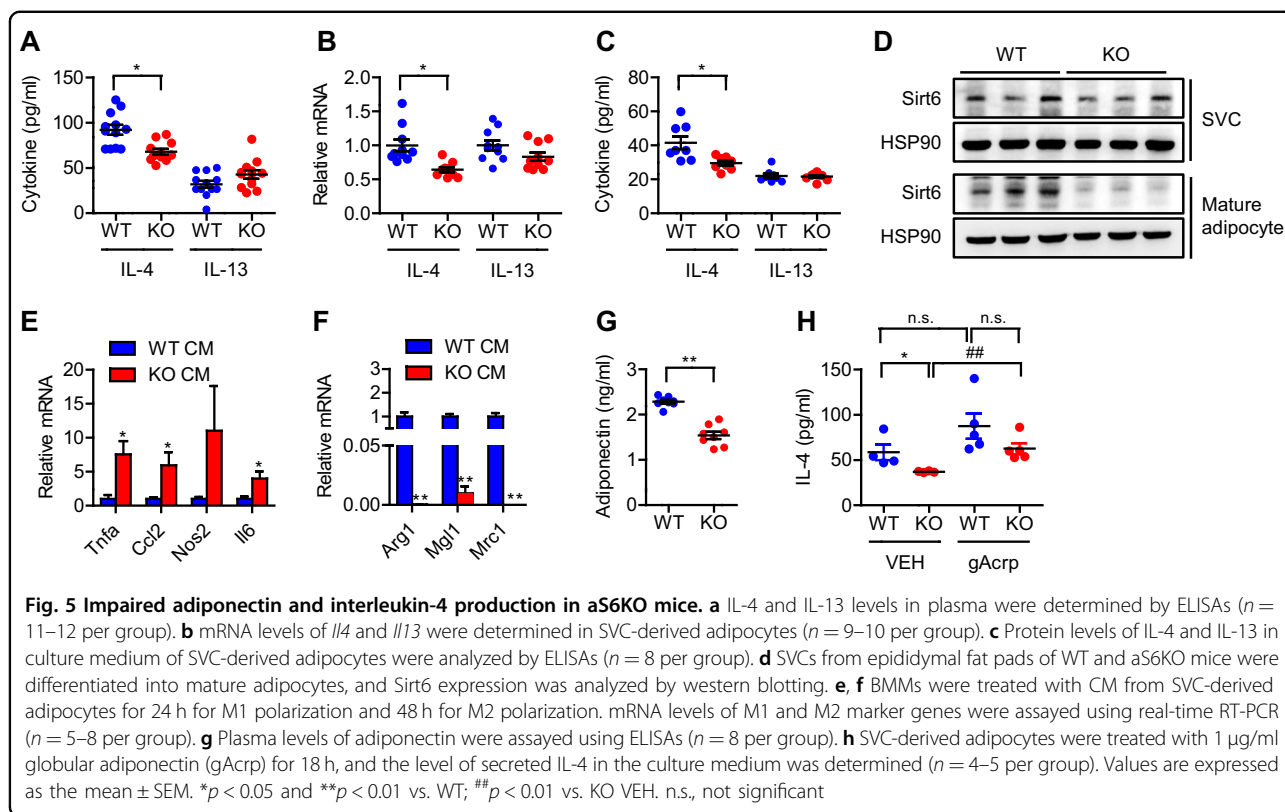 A
Cytokine (pg/ml)
150
100
50
0
*
WT KO WT KO
IL-4 IL-13
B
Relative mRNA
2.0
1.5
1.0
0.5
0.0
*
WT KO WT KO
IL-4 IL-13
C
Cytokine (pg/ml)
80
60
40
20
0
*
WT KO WT KO
IL-4 IL-13
D
WT KO
Sirt6
HSP90
SVC
Sirt6
HSP90
Mature
adipocyte
E
WT CM
KO CM
Relative mRNA
20
15
10
5
0
* * *
Tnfa Ccl2 Nos2 Il6
F
WT CM
KO CM
Relative mRNA
2
1
0.05
0.00
** ** **
Arg1 Mgl1 Mrc1
G
Adiponectin (ng/ml)
3
2
1
0
**
WT KO
H
IL-4 (pg/ml)
150
100
50
0
n.s. n.s.
* ##
WT KO WT KO
VEH gAcrp
Fig. 5 Impaired adiponectin and interleukin-4 production in aS6KO mice. a IL-4 and IL-13 levels in plasma were determined by ELISAs (n =
11–12 per group). b mRNA levels of Il4 and Il13 were determined in SVC-derived adipocytes (n = 9–10 per group). c Protein levels of IL-4 and IL-13 in
culture medium of SVC-derived adipocytes were analyzed by ELISAs (n = 8 per group). d SVCs from epididymal fat pads of WT and aS6KO mice were
differentiated into mature adipocytes, and Sirt6 expression was analyzed by western blotting. e, f BMMs were treated with CM from SVC-derived
adipocytes for 24 h for M1 polarization and 48 h for M2 polarization. mRNA levels of M1 and M2 marker genes were assayed using real-time RT-PCR
(n = 5–8 per group). g Plasma levels of adiponectin were assayed using ELISAs (n = 8 per group). h SVC-derived adipocytes were treated with 1 μg/ml
globular adiponectin (gAcrp) for 18 h, and the level of secreted IL-4 in the culture medium was determined (n = 4–5 per group). Values are expressed
as the mean ± SEM. *p < 0.05 and **p < 0.01 vs. WT; ##p < 0.01 vs. KO VEH. n.s., not significant